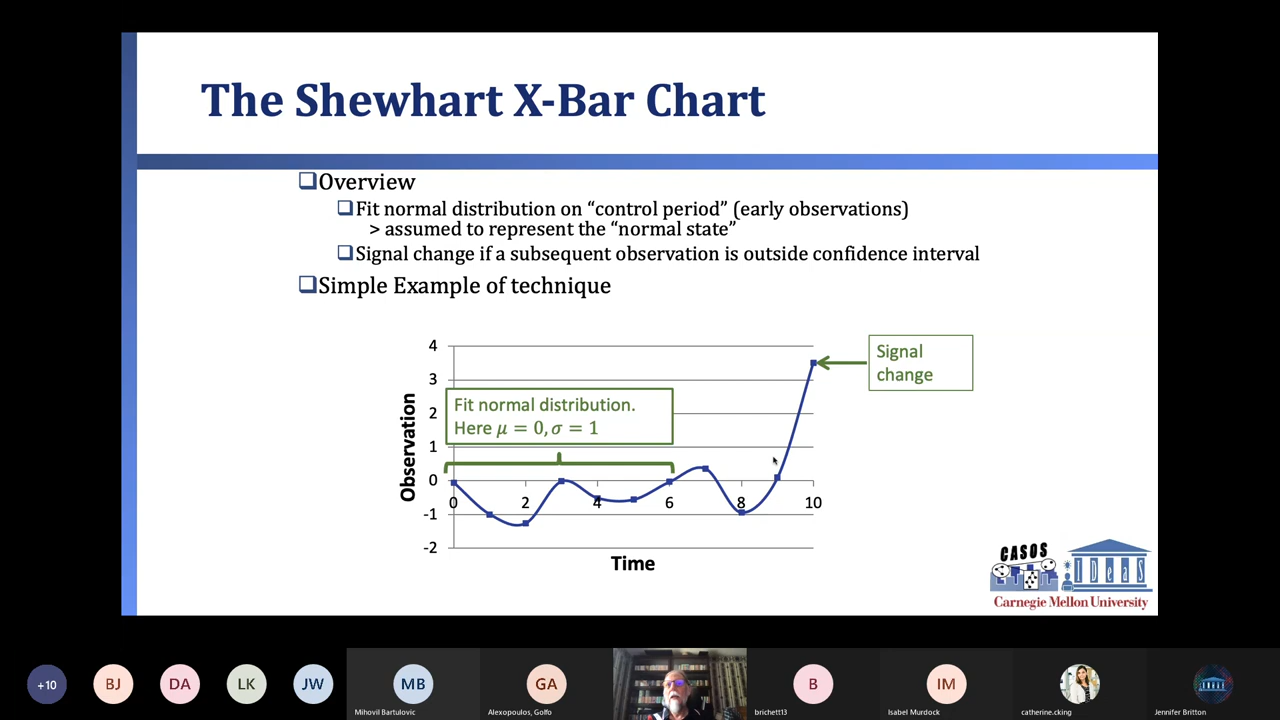 The Shewhart X-Bar Chart
❑Overview
❑Fit normal distribution on “control period” (early observations)
> assumed to represent the “normal state”
❑Signal change if a subsequent observation is outside confidence interval
❑Simple Example of technique
4
3
2
1
0
-1
-2
Observation
Fit normal distribution.
Here μ = 0, σ = 1
Signal
change
0 2 4 6 8 10
Time
CASOS
IDeaS
Carnegie Mellon University
+10
BJ
DA
LK
JW
MB
Mihovil Bartulovic
GA
Alexopoulos, Golfo
B
brichett13
IM
Isabel Murdock
catherine.cking
Jennifer Britton